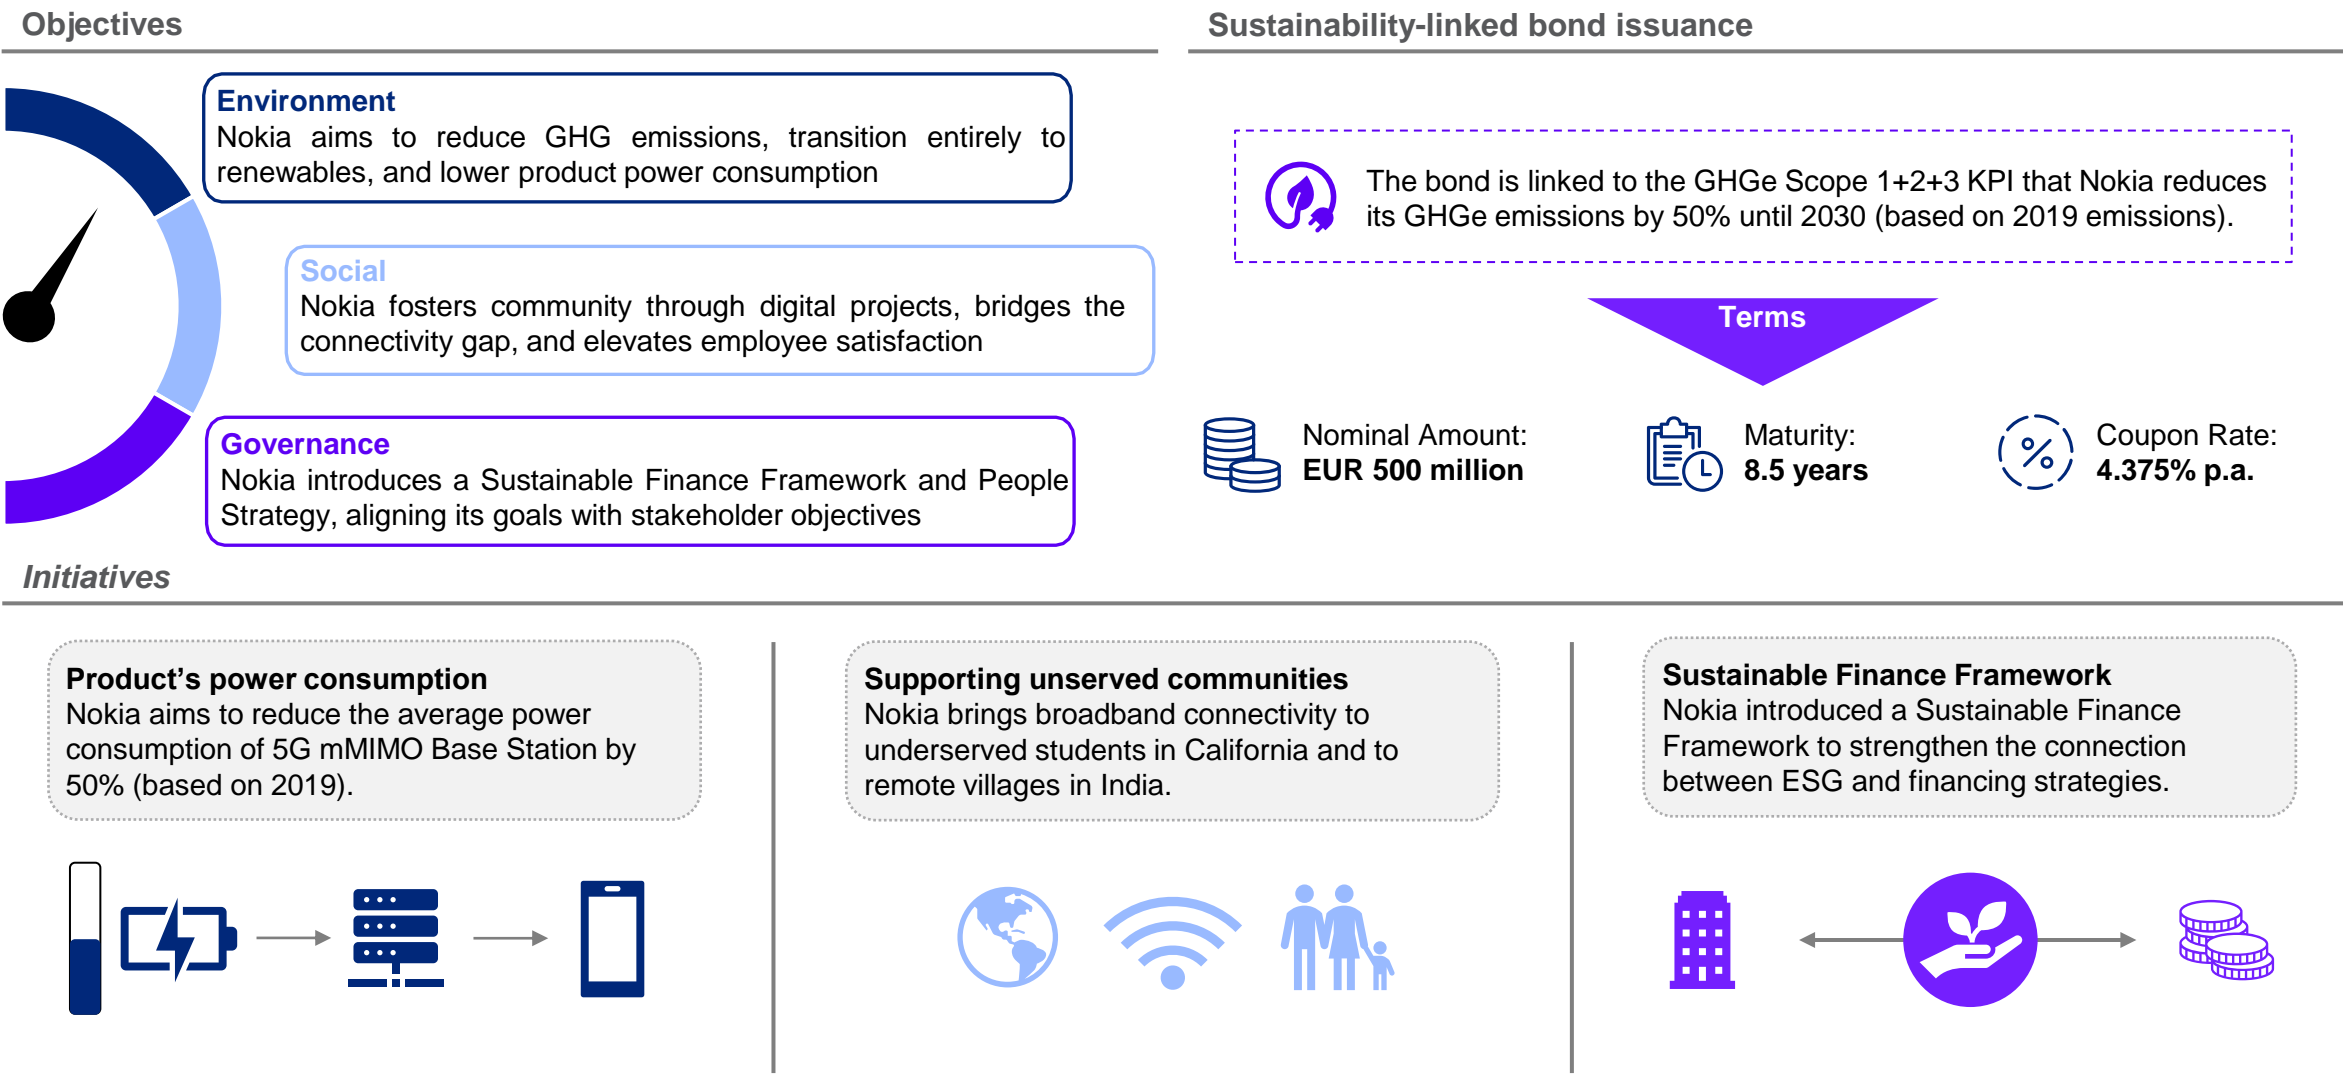 Objectives
Environment
Nokia aims to reduce GHG emissions, transition entirely to
renewables, and lower product power consumption
Social
Nokia fosters community through digital projects, bridges the
connectivity gap, and elevates employee satisfaction
Governance
Nokia introduces a Sustainable Finance Framework and People
Strategy, aligning its goals with stakeholder objectives
Sustainability-linked bond issuance
The bond is linked to the GHGe Scope 1+2+3 KPI that Nokia reduces
its GHGe emissions by 50% until 2030 (based on 2019 emissions).
Terms
Nominal Amount:
EUR 500 million
Maturity:
8.5 years
%
Coupon Rate:
4.375% p.a.
Initiatives
Product's power consumption
Nokia aims to reduce the average power
consumption of 5G mMIMO Base Station by
50% (based on 2019).
Supporting unserved communities
Nokia brings broadband connectivity to
underserved students in California and to
remote villages in India.
Sustainable Finance Framework
Nokia introduced a Sustainable Finance
Framework to strengthen the connection
between ESG and financing strategies.